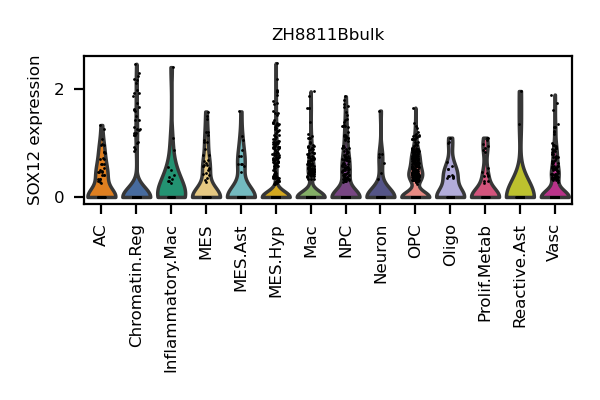 ZH8811Bbulk
SOX12 expression
2
0
AC
Chromatin.Reg
Inflammatory.Mac
MES
MES.Ast
MES.Hyp
Mac
NPC
Neuron
OPC
Oligo
Prolif.Metab
Reactive.Ast
Vasc